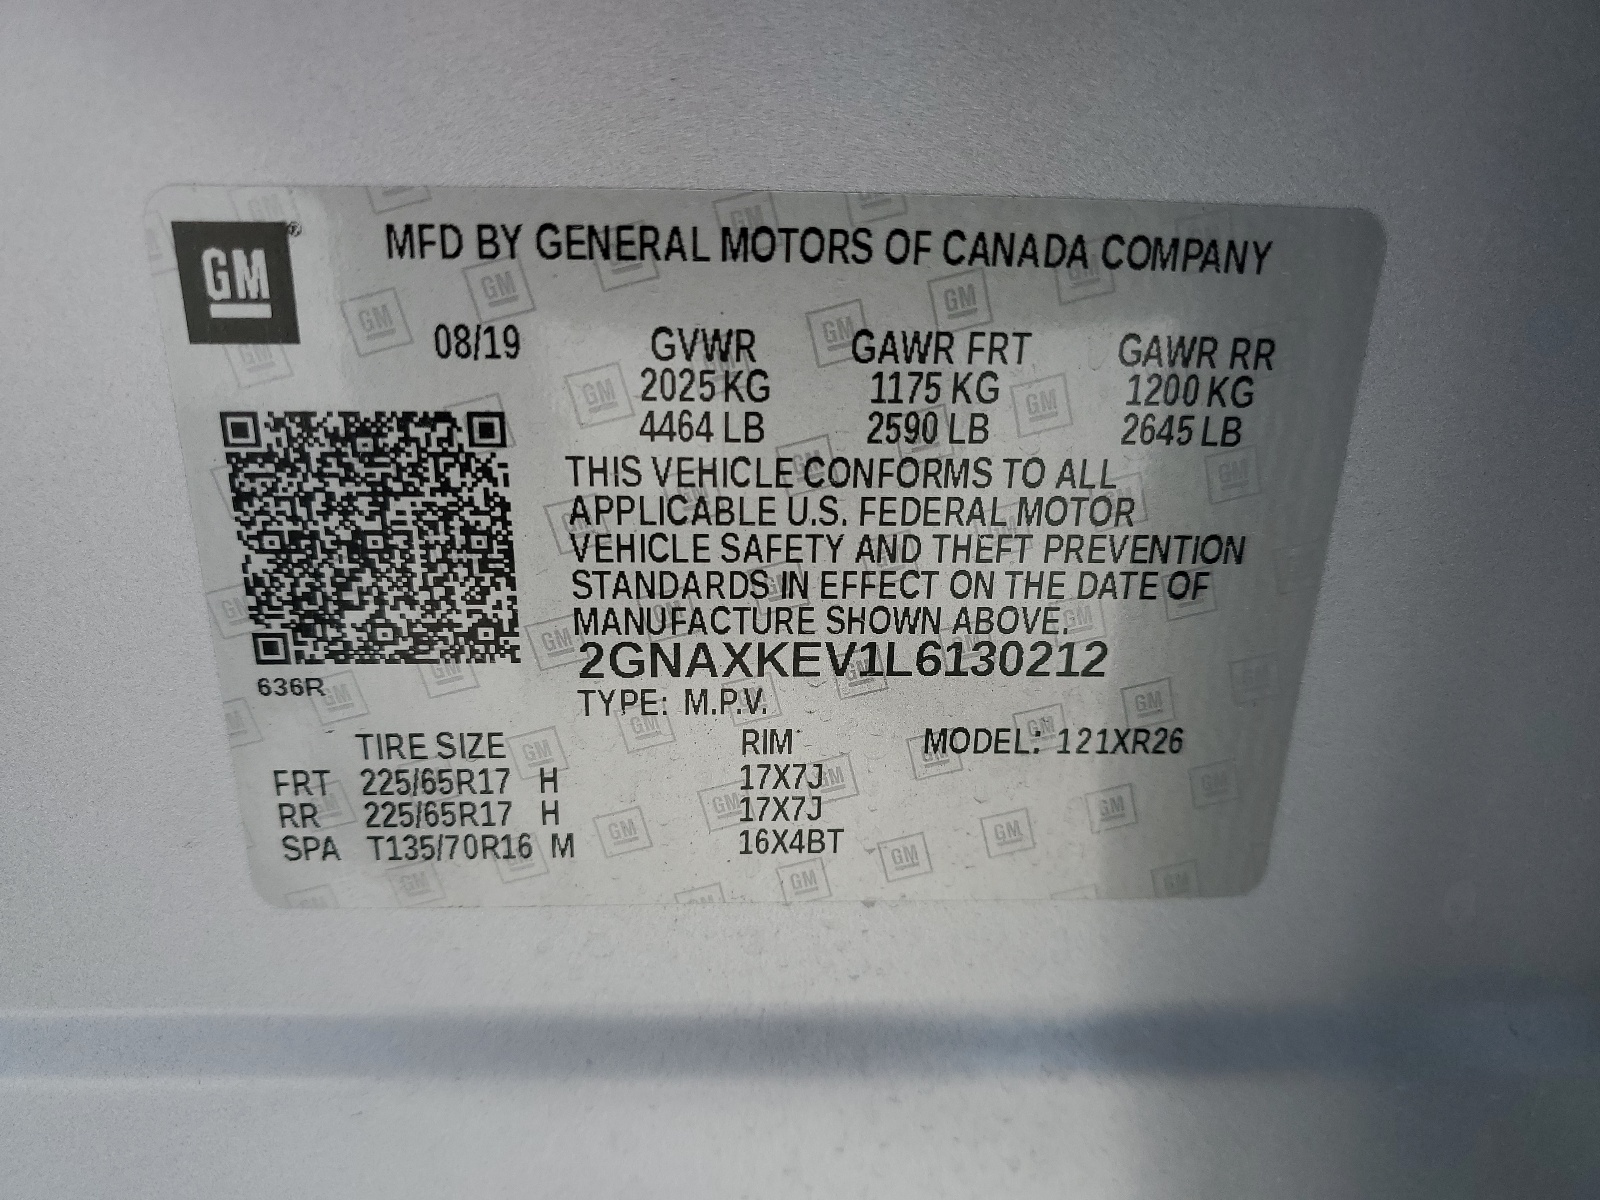 GM ®
MFD BY GENERAL MOTORS OF CANADA COMPANY
08/19 GVWR GAWR FRT GAWR RR
2025 KG 1175 KG 1200 KG
4464 LB 2590 LB 2645 LB
THIS VEHICLE CONFORMS TO ALL
APPLICABLE U.S. FEDERAL MOTOR
VEHICLE SAFETY AND THEFT PREVENTION
STANDARDS IN EFFECT ON THE DATE OF
MANUFACTURE SHOWN ABOVE.
2GNAXKEV1L6130212
636R
TYPE: M.P.V.
TIRE SIZE RIM MODEL: 121XR26
FRT 225/65R17 H 17X7J
RR 225/65R17 H 17X7J
SPA T135/70R16 M 16X4BT